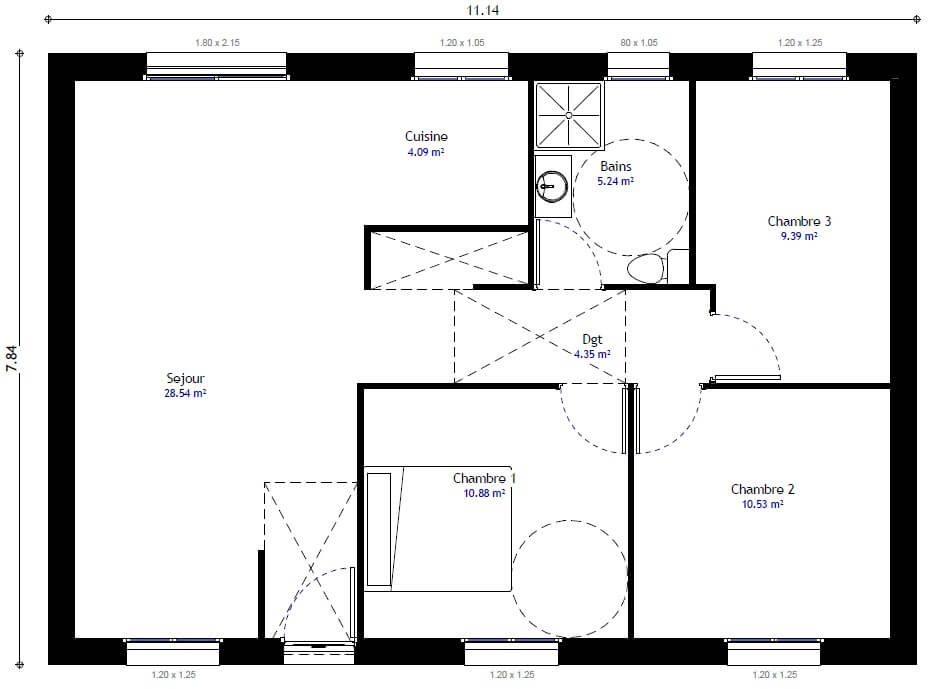 11.14
1.80 x 2.15
1.20 x 1.05
80 x 1.05
1.20 x 1.25
Cuisine
4.09 m²
Bains
5.24 m²
Chambre 3
9.39 m²
7.84
Dgt
4.35 m²
Sejour
28.54 m²
Chambre 1
10.88 m²
Chambre 2
10.53 m²
1.20 x 1.25
1.20 x 1.25
1.20 x 1.25